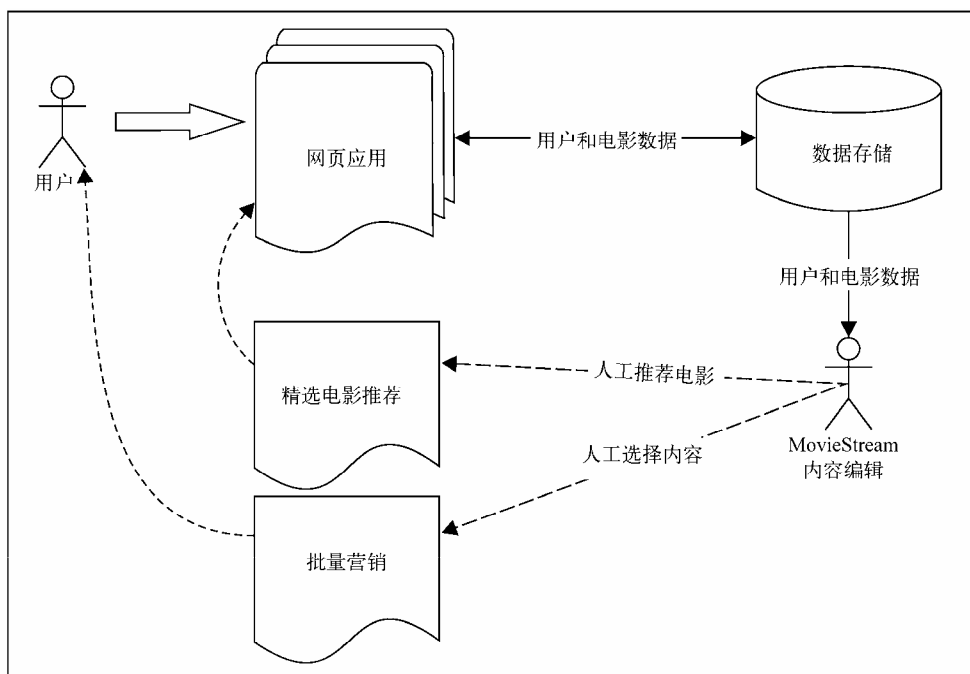 网页应用
用户和电影数据
数据存储
用户
用户和电影数据
人工推荐电影
精选电影推荐
MovieStream
内容编辑
人工选择内容
批量营销